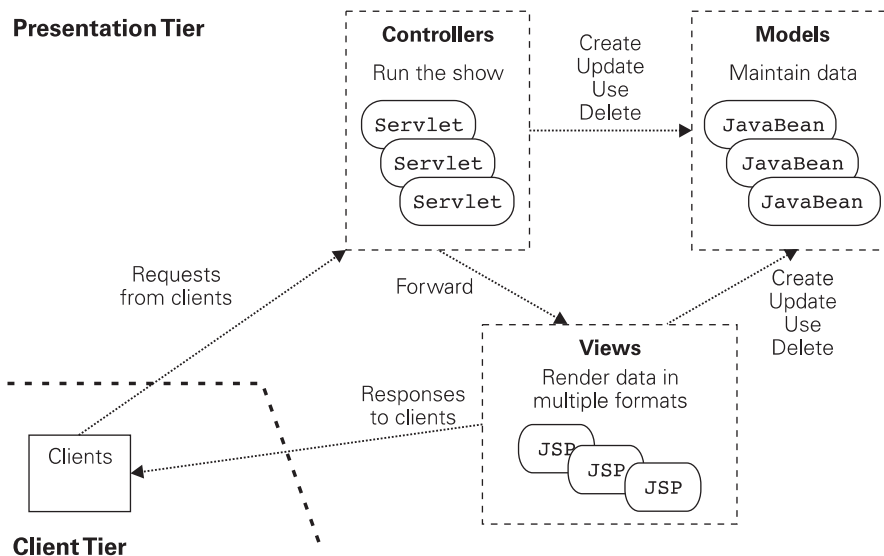 Presentation Tier
Controllers
Run the show
Servlet
Servlet
Servlet
Create
Update
Use
Delete
Models
Maintain data
JavaBean
JavaBean
JavaBean
Requests
from clients
Forward
Create
Update
Use
Delete
Views
Render data in
multiple formats
JSP
JSP
JSP
Responses
to clients
Clients
Client Tier